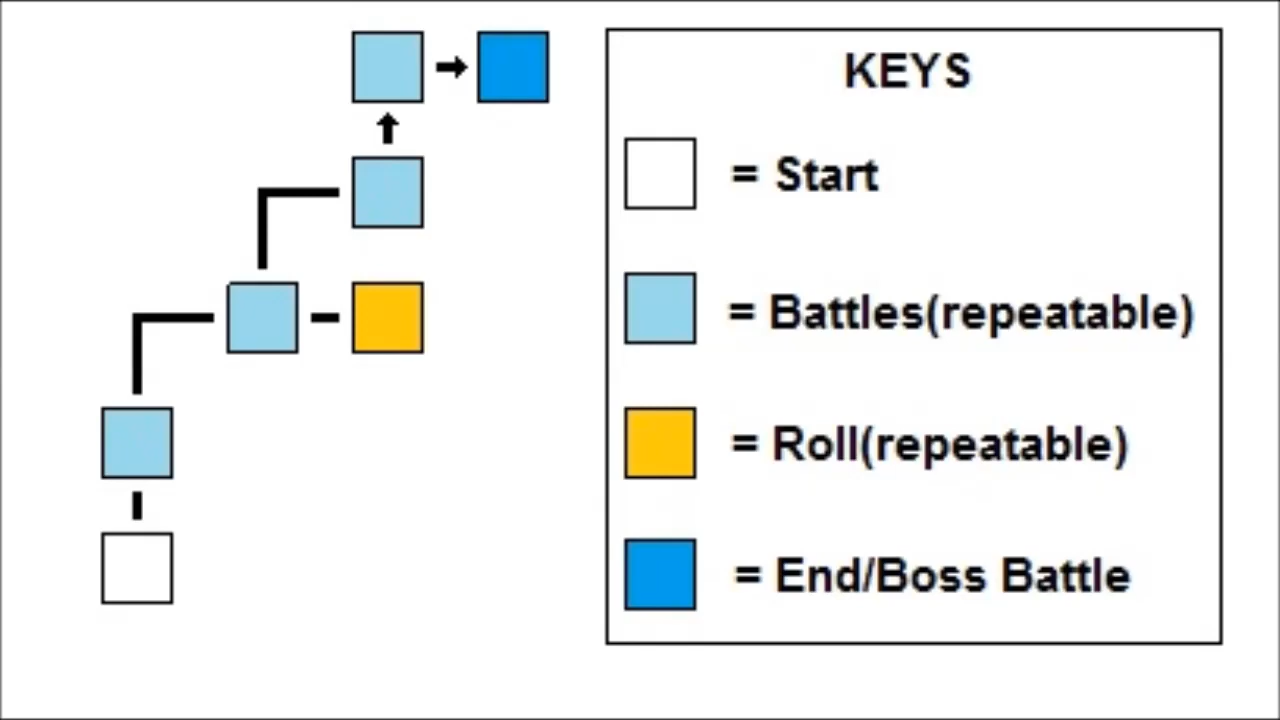 KEYS
= Start
= Battles(repeatable)
= Roll(repeatable)
= End/Boss Battle